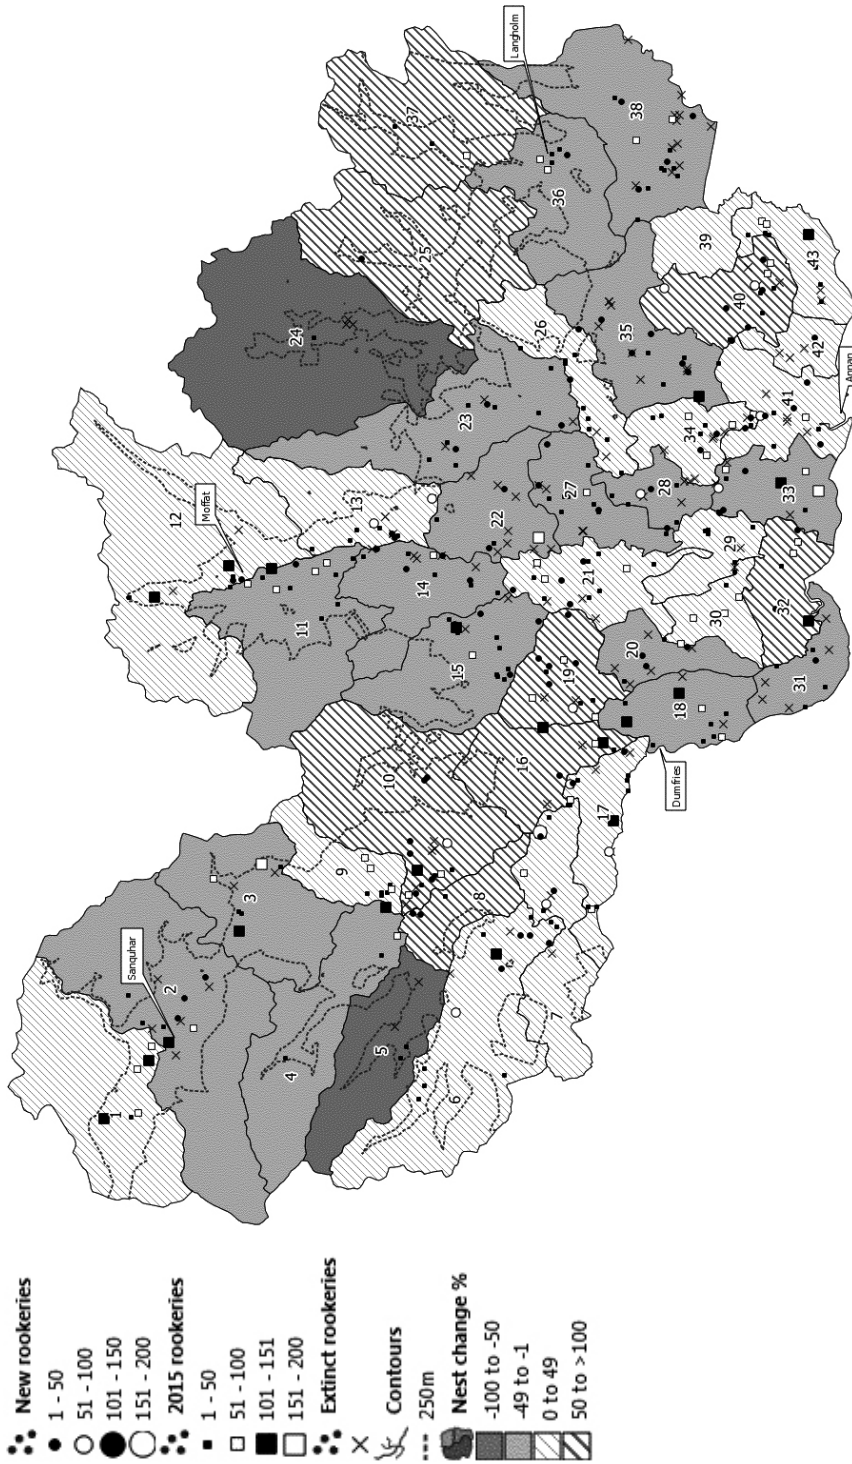 New rookeries
1 - 50
51 - 100
101 - 150
151 - 200
2015 rookeries
1 - 50
51 - 100
101 - 151
151 - 200
Extinct rookeries
Contours
250m
Nest change %
-100 to -50
-49 to -1
0 to 49
50 to >100
Sanquhar
Moffat
Langholm
Dumfries
Annan
1
2
3
4
5
6
7
8
9
10
11
12
13
14
15
16
17
18
19
20
21
22
23
24
25
26
27
28
29
30
31
32
33
34
35
36
37
38
39
40
41
42
43